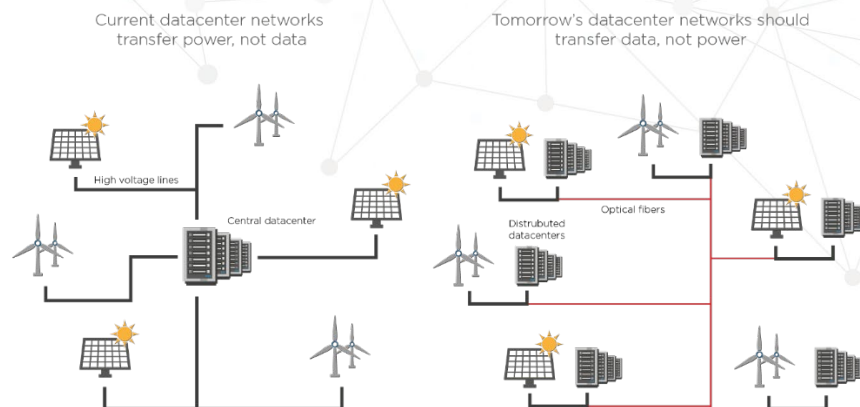 Current datacenter networks
transfer power, not data
Tomorrow's datacenter networks should
transfer data, not power
High voltage lines
Central datacenter
Optical fibers
Distrubuted
datacenters